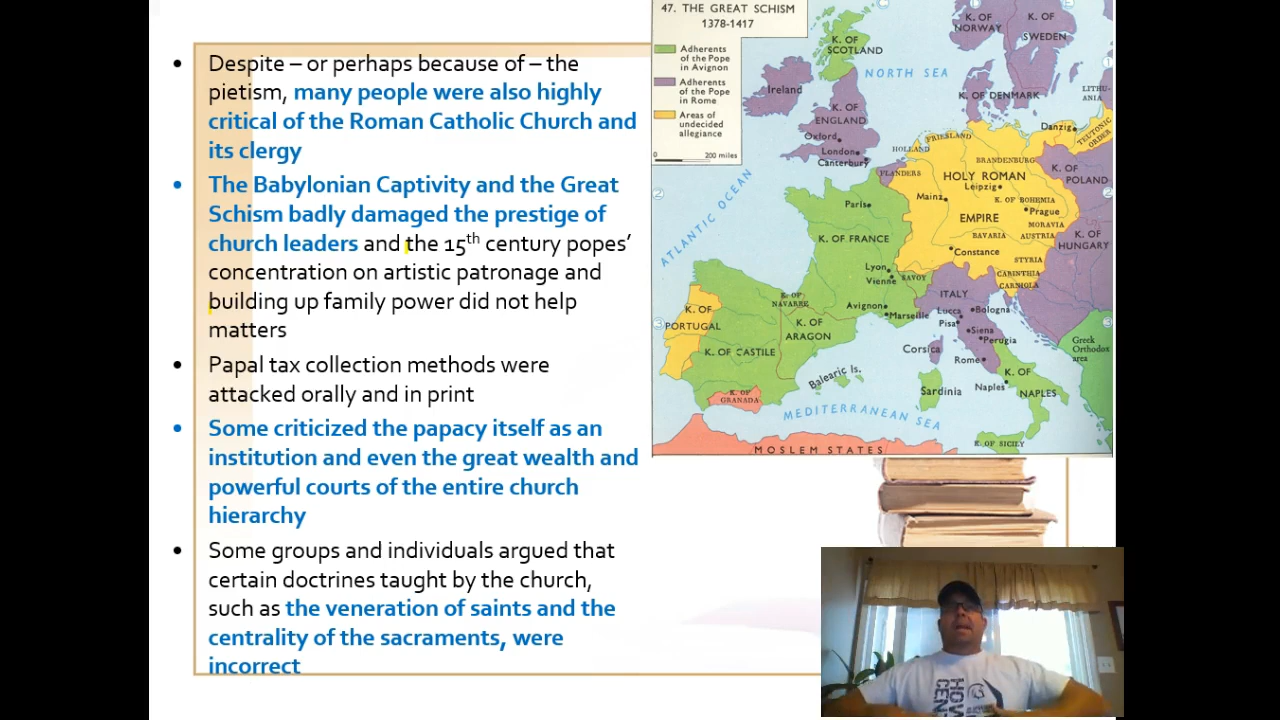 • Despite – or perhaps because of – the
pietism, many people were also highly
critical of the Roman Catholic Church and
its clergy
• The Babylonian Captivity and the Great
Schism badly damaged the prestige of
church leaders and the 15th century popes’
concentration on artistic patronage and
building up family power did not help
matters
• Papal tax collection methods were
attacked orally and in print
• Some criticized the papacy itself as an
institution and even the great wealth and
powerful courts of the entire church
hierarchy
• Some groups and individuals argued that
certain doctrines taught by the church,
such as the veneration of saints and the
centrality of the sacraments, were
incorrect
47. THE GREAT SCHISM
1378-1417
Adherents
of the Pope
in Avignon
Adherents
of the Pope
in Rome
Areas of
undecided
allegiance
0 200 miles
K. OF
SCOTLAND
K. OF
NORWAY
K. OF
SWEDEN
NORTH SEA
Ireland
K. OF DENMARK
LITHU-
ANIA
K. OF
ENGLAND
Oxford
London
Canterbury
Danzig
TEUTONIC
ORDER
FRIESLAND
HOLLAND
BRANDENBURG
FLANDERS
HOLY ROMAN
EMPIRE
Leipzig
K. OF
POLAND
Mainz
K. OF BOHEMIA
Prague
MORAVIA
Paris
BAVARIA
AUSTRIA
K. OF
HUNGARY
ATLANTIC OCEAN
K. OF FRANCE
Constance
STYRIA
CARINTHIA
CARNIOLA
Lyon
Vienne
SAVOY
K. OF
NAVARRE
ITALY
Avignon
Marseille
Lucca
Bologna
Pisa
Siena
Perugia
K. OF
PORTUGAL
K. OF
ARAGON
K. OF CASTILE
Corsica
Rome
Greek
Orthodox
area
Balearic Is.
Sardinia
Naples
K. OF
NAPLES
K. OF
GRANADA
MEDITERRANEAN SEA
K. OF SICILY
MOSLEM STATES